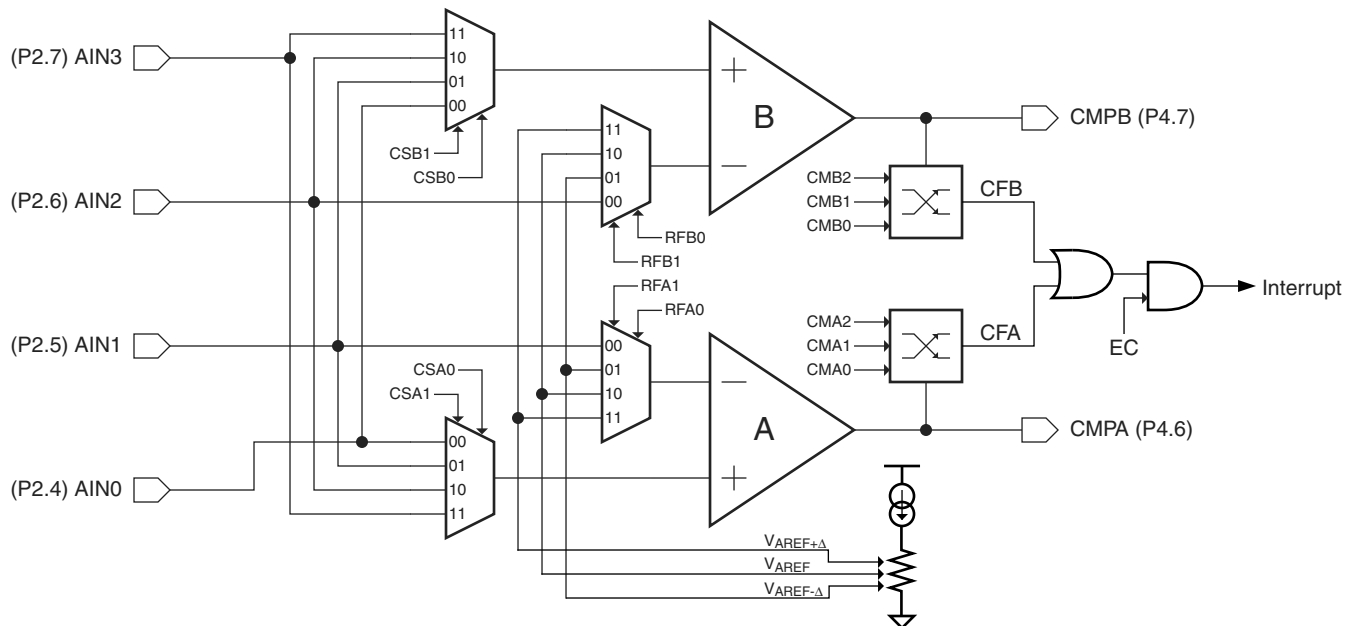 (P2.7) AIN3
11
10
01
00
CSB1
CSB0
+
B
−
CMPB (P4.7)
11
10
01
00
RFB0
RFB1
(P2.6) AIN2
CMB2
CMB1
CMB0
CFB
Interrupt
EC
RFA1
RFA0
(P2.5) AIN1
00
01
10
11
CMA2
CMA1
CMA0
CFA
CSA0
CSA1
−
A
+
CMPA (P4.6)
(P2.4) AIN0
00
01
10
11
VAREF+Δ
VAREF
VAREF-Δ